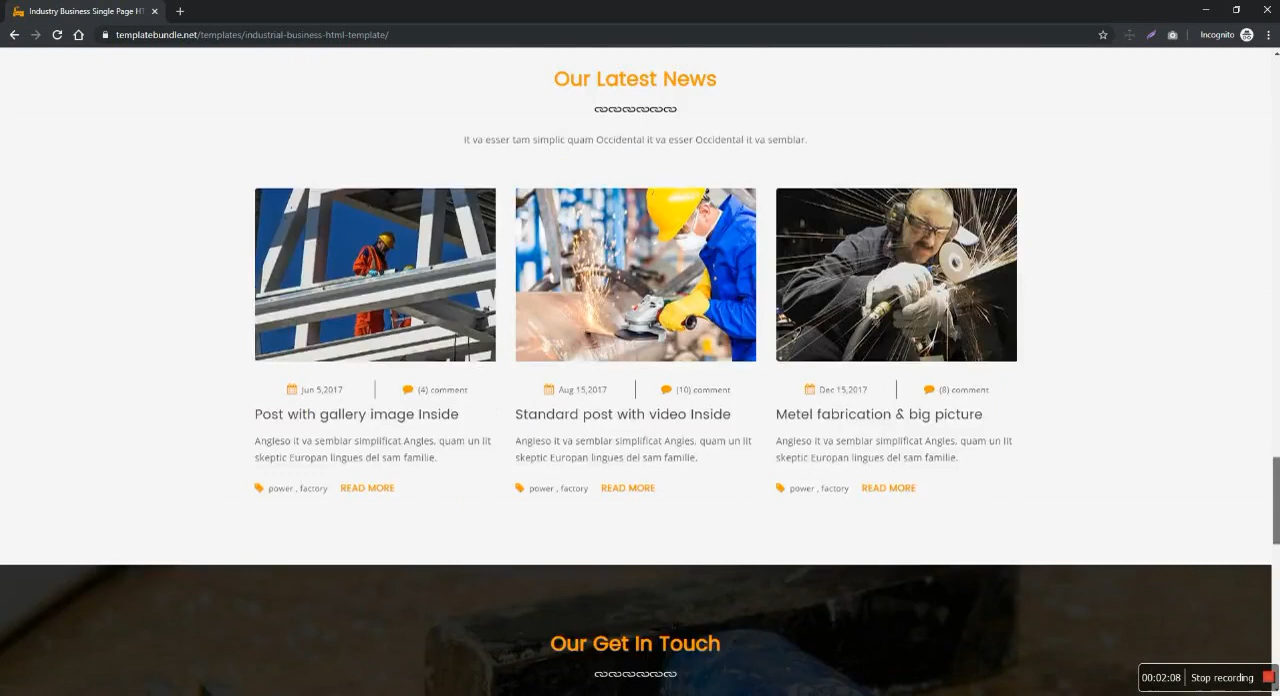 Industry Business Single Page HT
templatebundle.net/templates/industrial-business-html-template/
Incognito
Our Latest News
It va esser tam simplic quam Occidental it va esser Occidental it va semblar.
Jun 5,2017
(4) comment
Aug 15,2017
(10) comment
Dec 15,2017
(8) comment
Post with gallery image Inside
Standard post with video Inside
Metel fabrication & big picture
Angleso it va semblar simplificat Angles, quam un lit
skeptic Europan lingues del sam familie.
Angleso it va semblar simplificat Angles, quam un lit
skeptic Europan lingues del sam familie.
Angleso it va semblar simplificat Angles, quam un lit
skeptic Europan lingues del sam familie.
power , factory READ MORE
power , factory READ MORE
power , factory READ MORE
Our Get In Touch
00:02:08 Stop recording